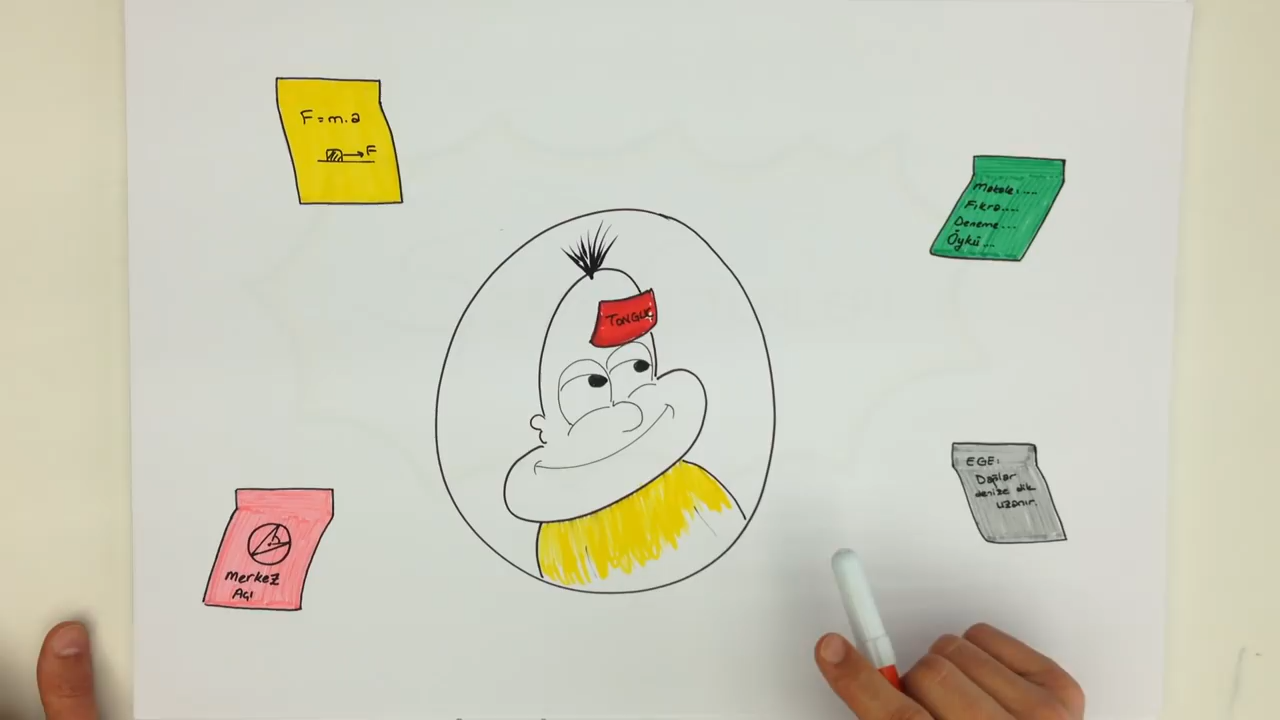 F=m.a
F
Makale:....
Fıkra....
Deneme...
Öykü...
TONGUÇ
EGE:
Dağlar
denize dik
uzanır.
merkez
Açı